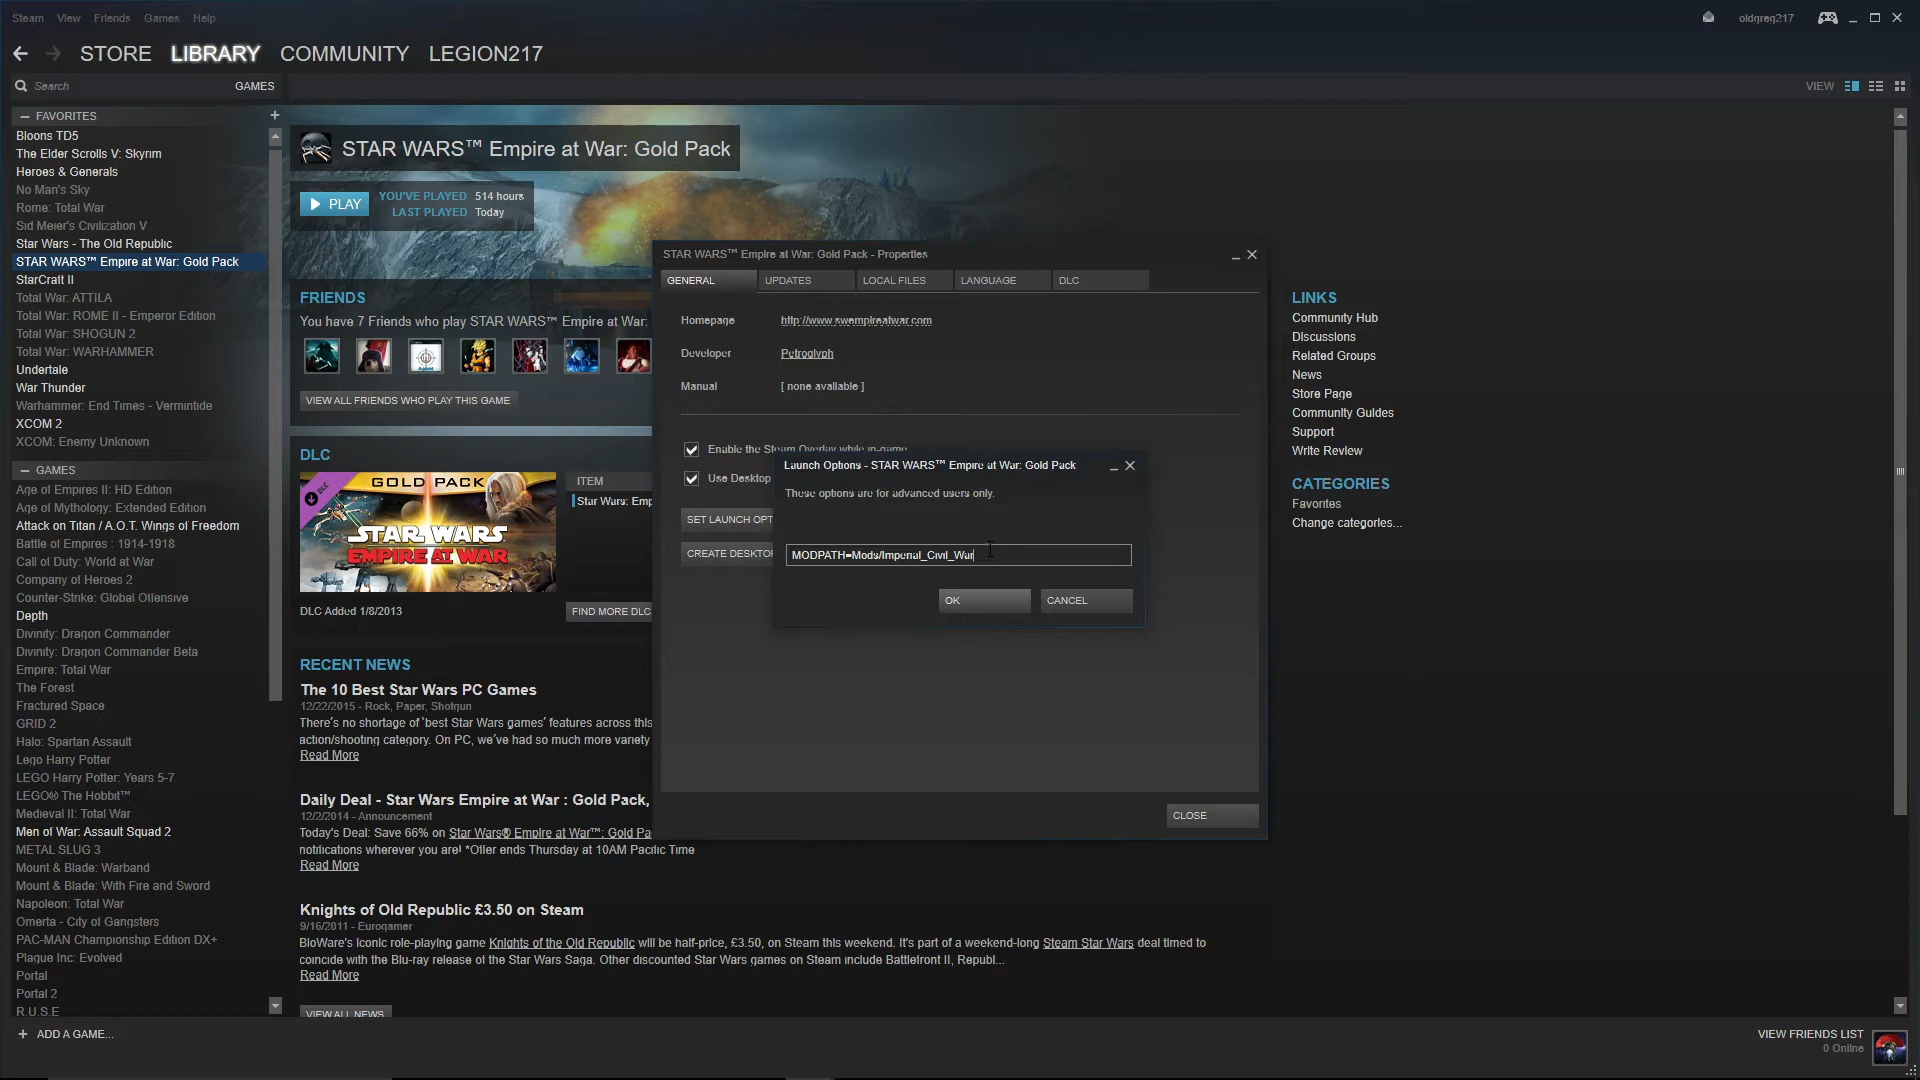 Steam View Friends Games Help
oldgreg217
STORE LIBRARY COMMUNITY LEGION217
Search GAMES
VIEW
— FAVORITES +
Bloons TD5
The Elder Scrolls V: Skyrim
Heroes & Generals
No Man's Sky
Rome: Total War
Sid Meier's Civilization V
Star Wars - The Old Republic
STAR WARS™ Empire at War: Gold Pack
StarCraft II
Total War: ATTILA
Total War: ROME II - Emperor Edition
Total War: SHOGUN 2
Total War: WARHAMMER
Undertale
War Thunder
Warhammer: End Times - Vermintide
XCOM 2
XCOM: Enemy Unknown
— GAMES
Age of Empires II: HD Edition
Age of Mythology: Extended Edition
Attack on Titan / A.O.T. Wings of Freedom
Battle of Empires : 1914-1918
Call of Duty: World at War
Company of Heroes 2
Counter-Strike: Global Offensive
Depth
Divinity: Dragon Commander
Divinity: Dragon Commander Beta
Empire: Total War
The Forest
Fractured Space
GRID 2
Halo: Spartan Assault
Lego Harry Potter
LEGO Harry Potter: Years 5-7
LEGO® The Hobbit™
Medieval II: Total War
Men of War: Assault Squad 2
METAL SLUG 3
Mount & Blade: Warband
Mount & Blade: With Fire and Sword
Napoleon: Total War
Omerta - City of Gangsters
PAC-MAN Championship Edition DX+
Plague Inc: Evolved
Portal
Portal 2
R.U.S.E
+ ADD A GAME...
STAR WARS™ Empire at War: Gold Pack
PLAY
YOU'VE PLAYED 514 hours
LAST PLAYED Today
FRIENDS
You have 7 Friends who play STAR WARS™ Empire at War:
VIEW ALL FRIENDS WHO PLAY THIS GAME
DLC
DLC
GOLD PACK
STAR WARS
EMPIRE AT WAR
ITEM
Star Wars: Emp
DLC Added 1/8/2013
FIND MORE DLC
RECENT NEWS
The 10 Best Star Wars PC Games
12/22/2015 - Rock, Paper, Shotgun
There's no shortage of 'best Star Wars games' features across this
action/shooting category. On PC, we've had so much more variety
Read More
Daily Deal - Star Wars Empire at War : Gold Pack,
12/2/2014 - Announcement
Today's Deal: Save 66% on Star Wars® Empire at War™: Gold Pa
notifications wherever you are! *Offer ends Thursday at 10AM Pacific Time
Read More
Knights of Old Republic £3.50 on Steam
9/16/2011 - Eurogamer
BioWare's iconic role-playing game Knights of the Old Republic will be half-price, £3.50, on Steam this weekend. It's part of a weekend-long Steam Star Wars deal timed to
coincide with the Blu-ray release of the Star Wars Saga. Other discounted Star Wars games on Steam include Battlefront II, Republ...
Read More
VIEW ALL NEWS
STAR WARS™ Empire at War: Gold Pack - Properties
GENERAL UPDATES LOCAL FILES LANGUAGE DLC
Homepage http://www.swempireatwar.com
Developer Petroglyph
Manual [ none available ]
Enable the Steam Overlay while in-game
Use Desktop
SET LAUNCH OPT
CREATE DESKTOP
Launch Options - STAR WARS™ Empire at War: Gold Pack
These options are for advanced users only.
MODPATH=Mods/Imperial_Civil_War
OK CANCEL
CLOSE
LINKS
Community Hub
Discussions
Related Groups
News
Store Page
Community Guides
Support
Write Review
CATEGORIES
Favorites
Change categories...
VIEW FRIENDS LIST
0 Online